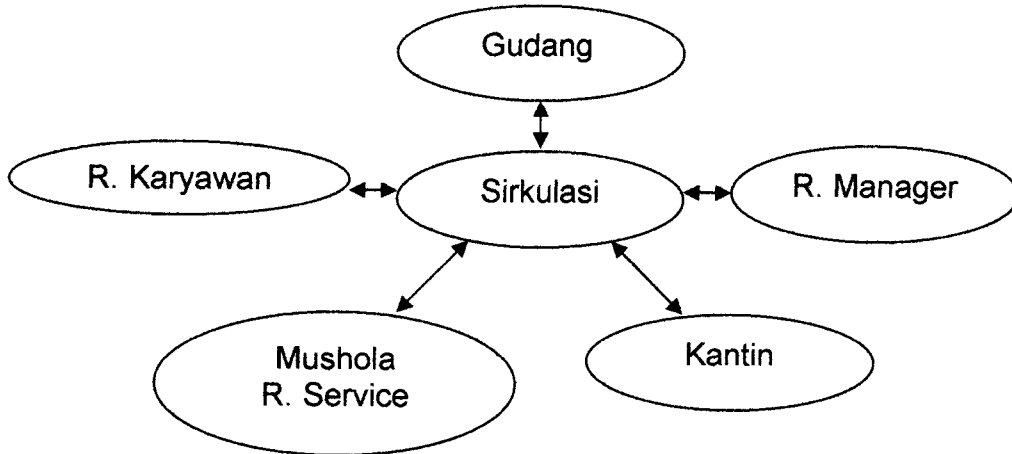 Gudang
R. Karyawan
Sirkulasi
R. Manager
Mushola
R. Service
Kantin